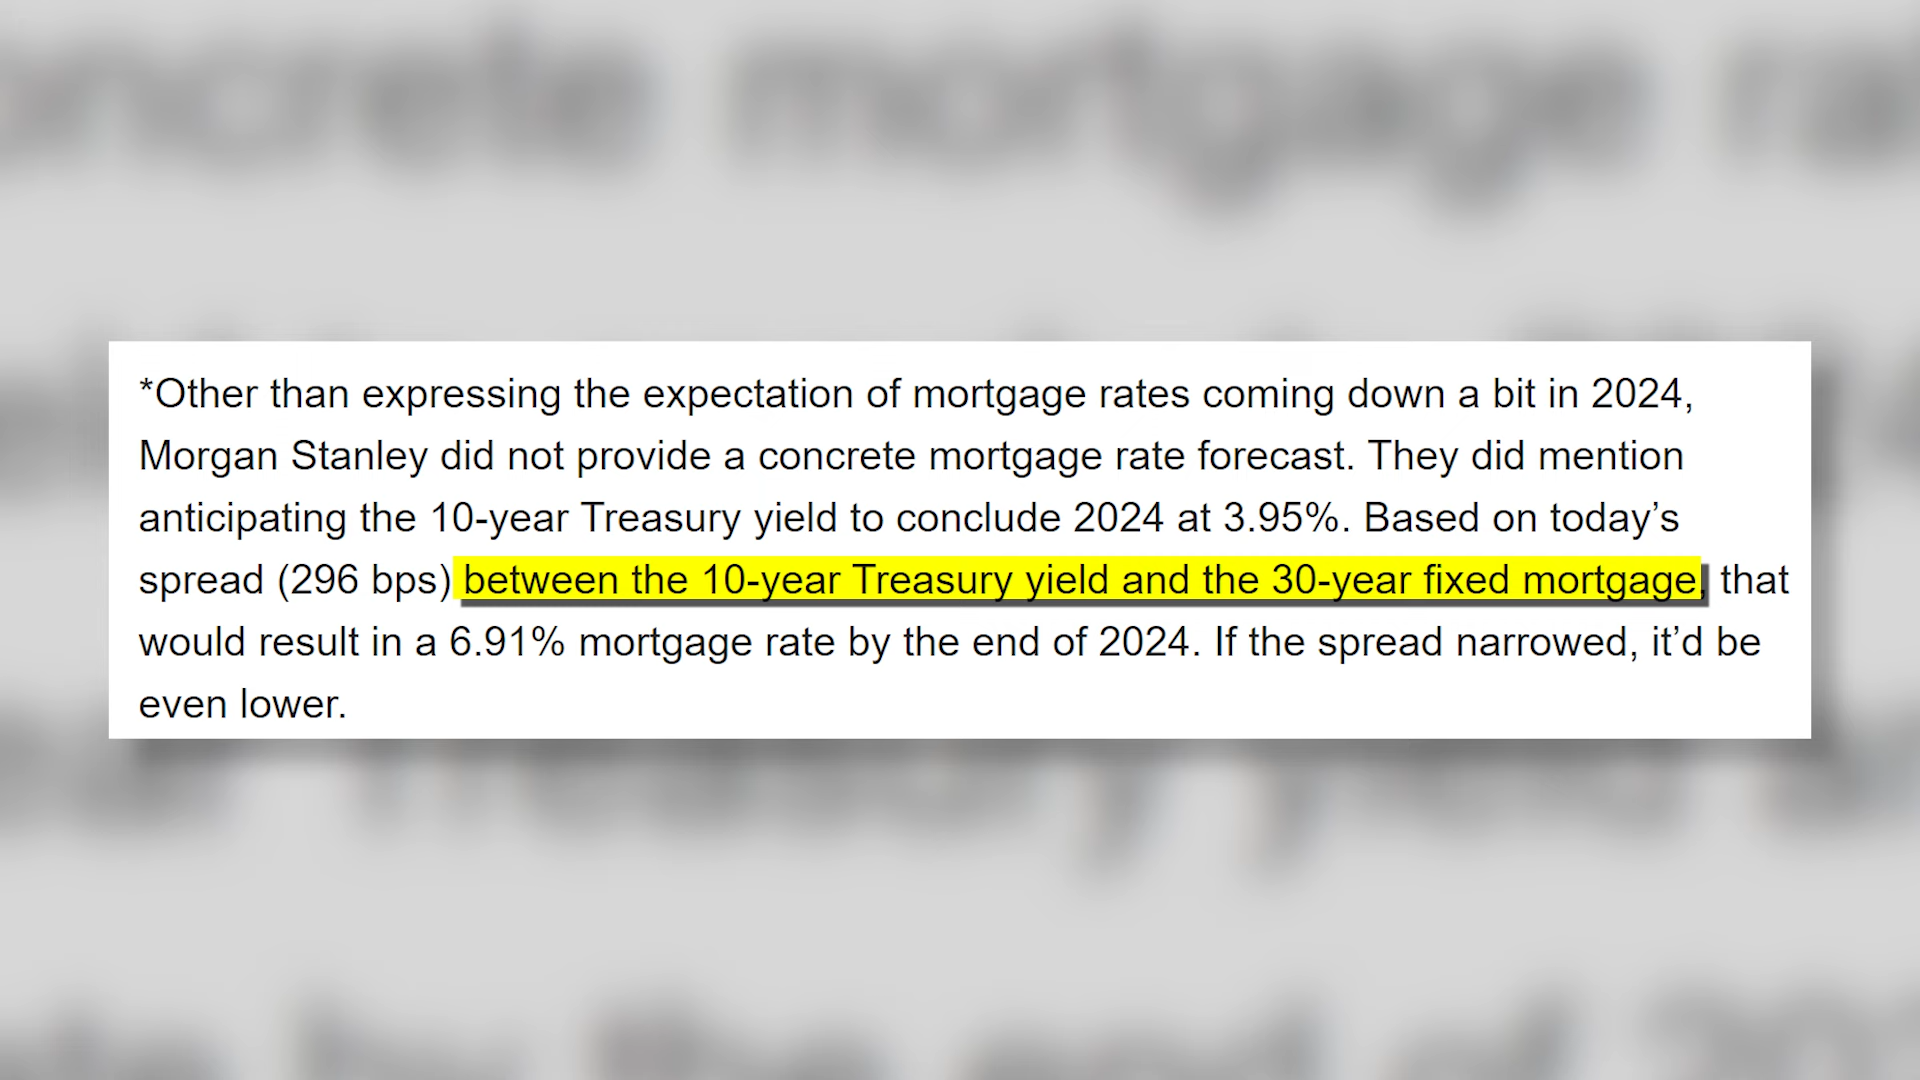 *Other than expressing the expectation of mortgage rates coming down a bit in 2024,
Morgan Stanley did not provide a concrete mortgage rate forecast. They did mention
anticipating the 10-year Treasury yield to conclude 2024 at 3.95%. Based on today’s
spread (296 bps) between the 10-year Treasury yield and the 30-year fixed mortgage, that
would result in a 6.91% mortgage rate by the end of 2024. If the spread narrowed, it’d be
even lower.